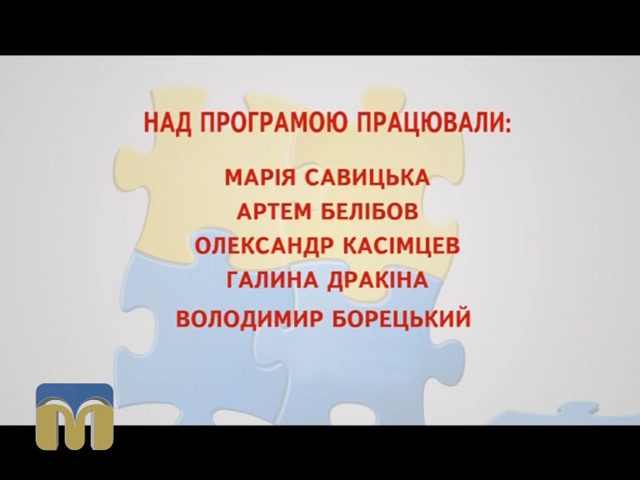 НАД ПРОГРАМОЮ ПРАЦЮВАЛИ:
МАРІЯ САВИЦЬКА
АРТЕМ БЕЛІБОВ
ОЛЕКСАНДР КАСІМЦЕВ
ГАЛИНА ДРАКІНА
ВОЛОДИМИР БОРЕЦЬКИЙ
М